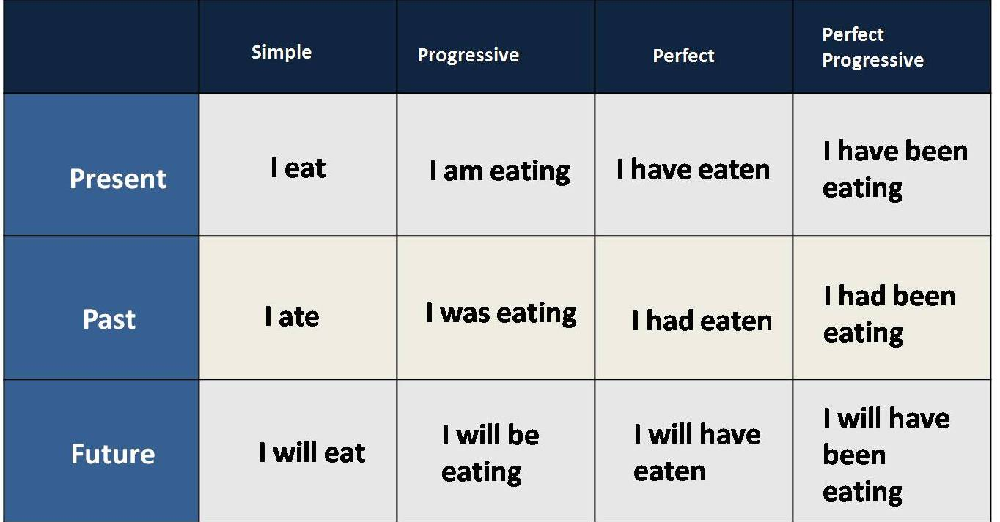 Simple
Progressive
Perfect
Perfect
Progressive
Present
I eat
I am eating
I have eaten
I have been
eating
Past
I ate
I was eating
I had eaten
I had been
eating
Future
I will eat
I will be
eating
I will have
eaten
I will have
been
eating